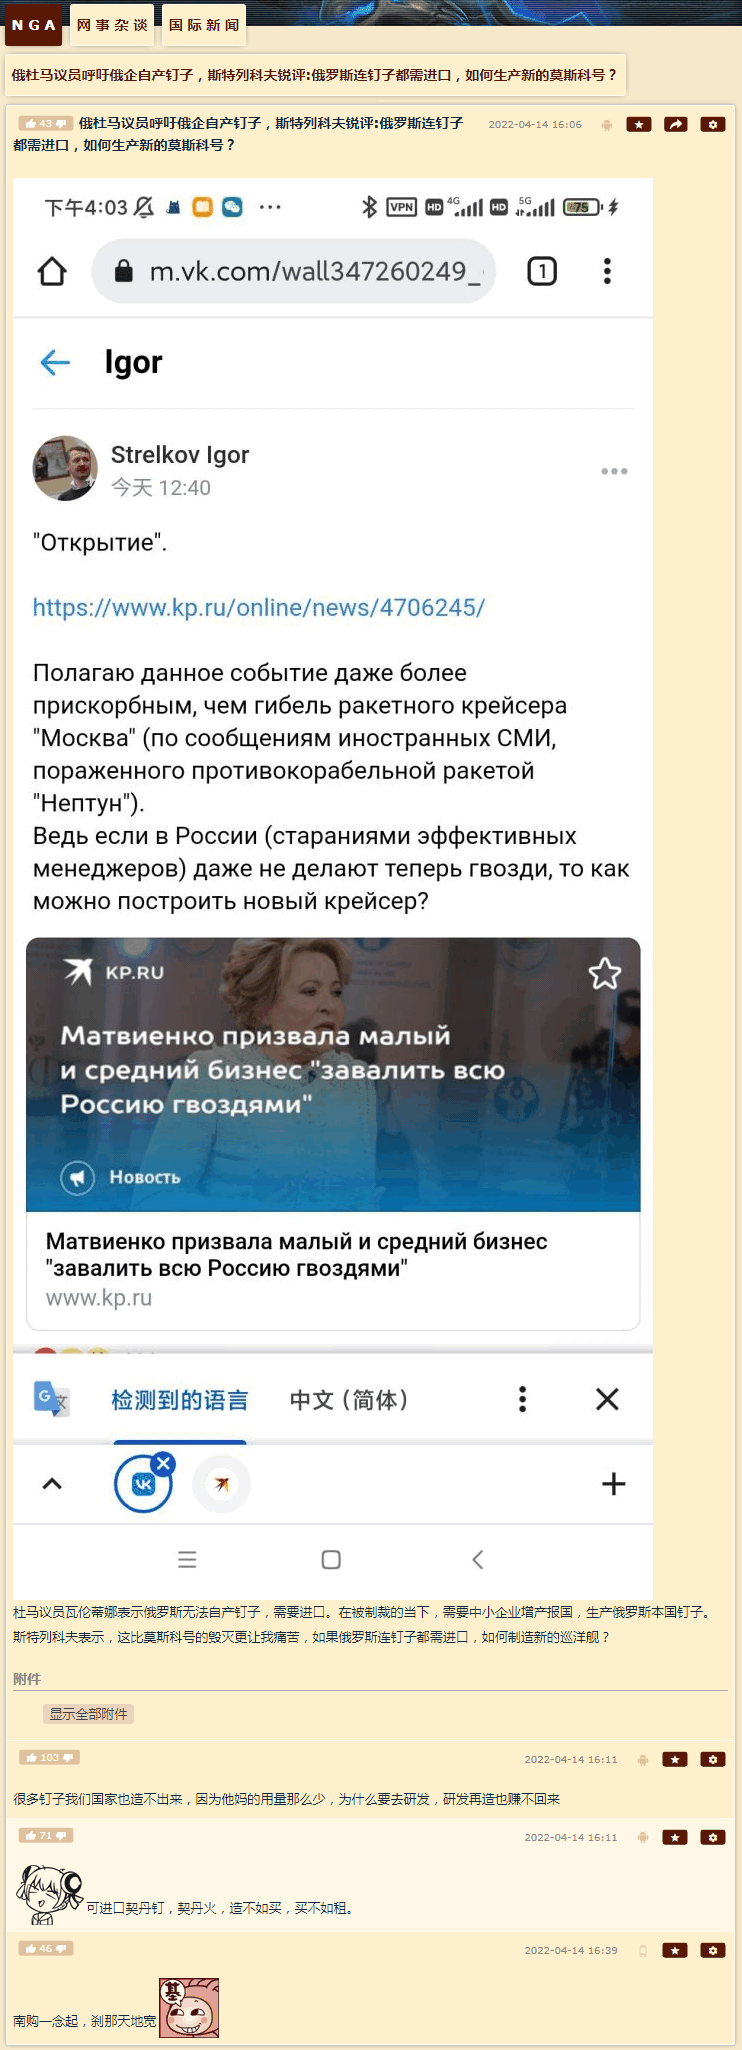 NGA 网事杂谈 国际新闻
俄杜马议员呼吁俄企自产钉子，斯特列科夫锐评:俄罗斯连钉子都需进口，如何生产新的莫斯科号？
43 俄杜马议员呼吁俄企自产钉子，斯特列科夫锐评:俄罗斯连钉子 2022-04-14 16:06
都需进口，如何生产新的莫斯科号？
下午4:03 ··· VPN HD 4G HD 5G 75
m.vk.com/wall347260249_ 1
Igor
Strelkov Igor
今天 12:40
"Открытие".
https://www.kp.ru/online/news/4706245/
Полагаю данное событие даже более
прискорбным, чем гибель ракетного крейсера
"Москва" (по сообщениям иностранных СМИ,
пораженного противокорабельной ракетой
"Нептун").
Ведь если в России (стараниями эффективных
менеджеров) даже не делают теперь гвозди, то как
можно построить новый крейсер?
KP.RU
Матвиенко призвала малый
и средний бизнес "завалить всю
Россию гвоздями"
Новость
Матвиенко призвала малый и средний бизнес
"завалить всю Россию гвоздями"
www.kp.ru
G 文 检测到的语言 中文 (简体)
杜马议员瓦伦蒂娜表示俄罗斯无法自产钉子，需要进口。在被制裁的当下，需要中小企业增产报国，生产俄罗斯本国钉子。
斯特列科夫表示，这比莫斯科号的毁灭更让我痛苦，如果俄罗斯连钉子都需进口，如何制造新的巡洋舰？
附件
显示全部附件
103 2022-04-14 16:11
很多钉子我们国家也造不出来，因为他妈的用量那么少，为什么要去研发，研发再造也赚不回来
71 2022-04-14 16:11
可进口契丹钉，契丹火，造不如买，买不如租。
46 2022-04-14 16:39
基
南购一念起，刹那天地宽